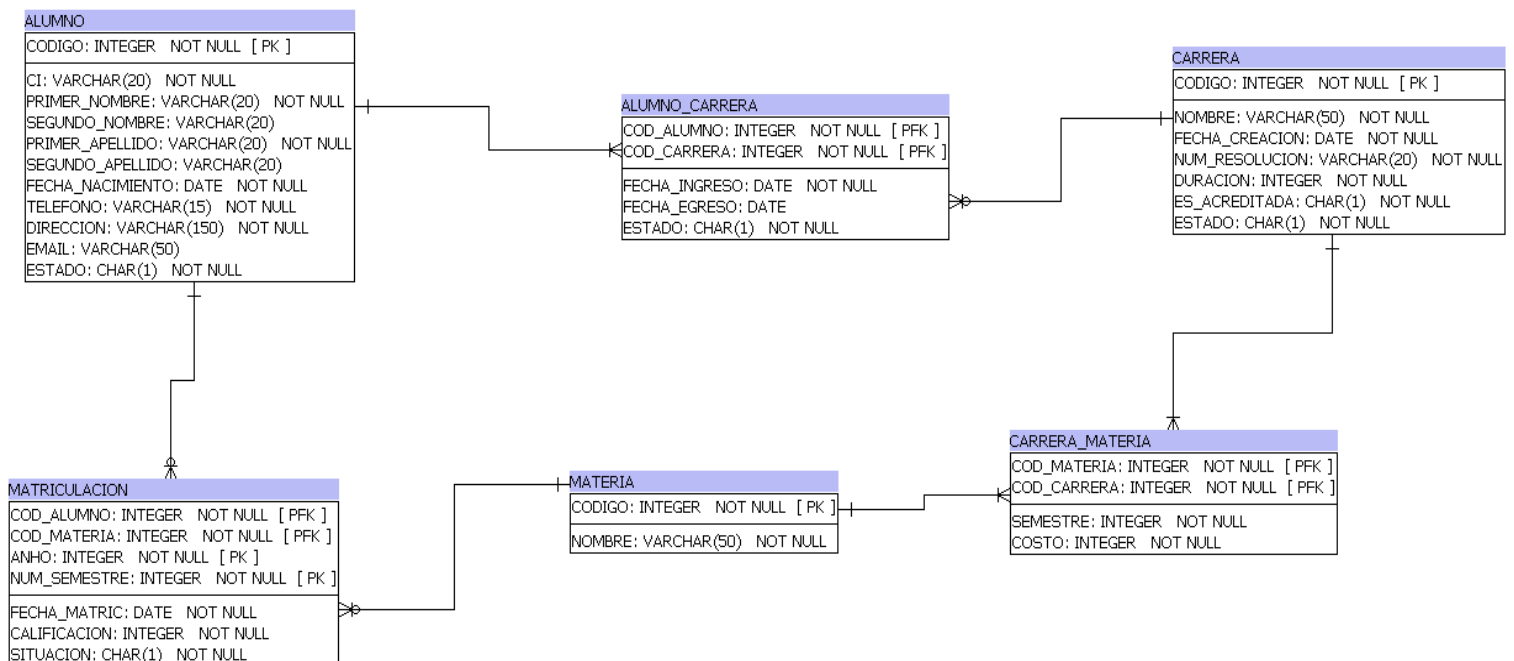 ALUMNO
CODIGO: INTEGER NOT NULL [ PK ]
CI: VARCHAR(20) NOT NULL
PRIMER_NOMBRE: VARCHAR(20) NOT NULL
SEGUNDO_NOMBRE: VARCHAR(20)
PRIMER_APELLIDO: VARCHAR(20) NOT NULL
SEGUNDO_APELLIDO: VARCHAR(20)
FECHA_NACIMIENTO: DATE NOT NULL
TELEFONO: VARCHAR(15) NOT NULL
DIRECCION: VARCHAR(150) NOT NULL
EMAIL: VARCHAR(50)
ESTADO: CHAR(1) NOT NULL
ALUMNO_CARRERA
COD_ALUMNO: INTEGER NOT NULL [ PFK ]
COD_CARRERA: INTEGER NOT NULL [ PFK ]
FECHA_INGRESO: DATE NOT NULL
FECHA_EGRESO: DATE
ESTADO: CHAR(1) NOT NULL
CARRERA
CODIGO: INTEGER NOT NULL [ PK ]
NOMBRE: VARCHAR(50) NOT NULL
FECHA_CREACION: DATE NOT NULL
NUM_RESOLUCION: VARCHAR(20) NOT NULL
DURACION: INTEGER NOT NULL
ES_ACREDITADA: CHAR(1) NOT NULL
ESTADO: CHAR(1) NOT NULL
MATRICULACION
COD_ALUMNO: INTEGER NOT NULL [ PFK ]
COD_MATERIA: INTEGER NOT NULL [ PFK ]
ANHO: INTEGER NOT NULL [ PK ]
NUM_SEMESTRE: INTEGER NOT NULL [ PK ]
FECHA_MATRIC: DATE NOT NULL
CALIFICACION: INTEGER NOT NULL
SITUACION: CHAR(1) NOT NULL
MATERIA
CODIGO: INTEGER NOT NULL [ PK ]
NOMBRE: VARCHAR(50) NOT NULL
CARRERA_MATERIA
COD_MATERIA: INTEGER NOT NULL [ PFK ]
COD_CARRERA: INTEGER NOT NULL [ PFK ]
SEMESTRE: INTEGER NOT NULL
COSTO: INTEGER NOT NULL